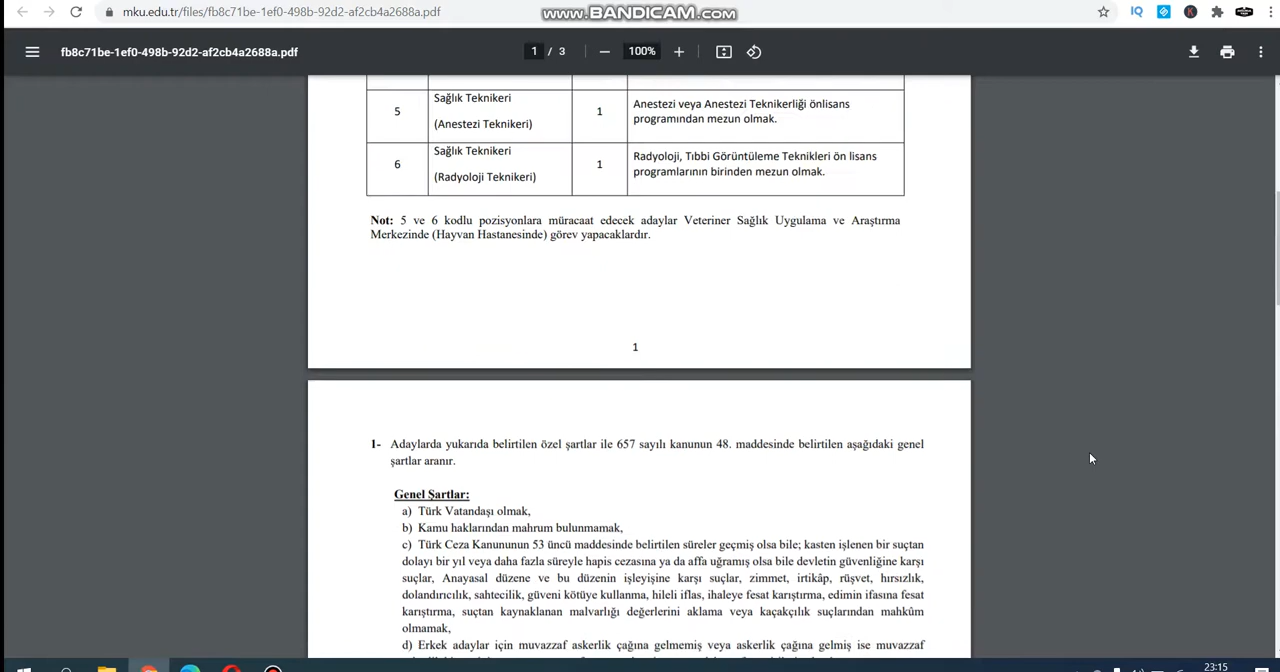 mku.edu.tr/files/fb8c71be-1ef0-498b-92d2-af2cb4a2688a.pdf
www.BANDICAM.com
IQ
K
fb8c71be-1ef0-498b-92d2-af2cb4a2688a.pdf
1 / 3
100%
5
Sağlık Teknikeri
(Anestezi Teknikeri)
1
Anestezi veya Anestezi Teknikerliği önlisans
programından mezun olmak.
6
Sağlık Teknikeri
(Radyoloji Teknikeri)
1
Radyoloji, Tıbbi Görüntüleme Teknikleri ön lisans
programlarının birinden mezun olmak.
Not: 5 ve 6 kodlu pozisyonlara müracaat edecek adaylar Veteriner Sağlık Uygulama ve Araştırma
Merkezinde (Hayvan Hastanesinde) görev yapacaklardır.
1
1- Adaylarda yukarıda belirtilen özel şartlar ile 657 sayılı kanunun 48. maddesinde belirtilen aşağıdaki genel
şartlar aranır.
Genel Şartlar:
a) Türk Vatandaşı olmak,
b) Kamu haklarından mahrum bulunmamak,
c) Türk Ceza Kanununun 53 üncü maddesinde belirtilen süreler geçmiş olsa bile; kasten işlenen bir suçtan
dolayı bir yıl veya daha fazla süreyle hapis cezasına ya da affa uğramış olsa bile devletin güvenliğine karşı
suçlar, Anayasal düzene ve bu düzenin işleyişine karşı suçlar, zimmet, irtikâp, rüşvet, hırsızlık,
dolandırıcılık, sahtecilik, güveni kötüye kullanma, hileli iflas, ihaleye fesat karıştırma, edimin ifasına fesat
karıştırma, suçtan kaynaklanan malvarlığı değerlerini aklama veya kaçakçılık suçlarından mahkûm
olmamak,
d) Erkek adaylar için muvazzaf askerlik çağına gelmemiş veya askerlik çağına gelmiş ise muvazzaf
23:15